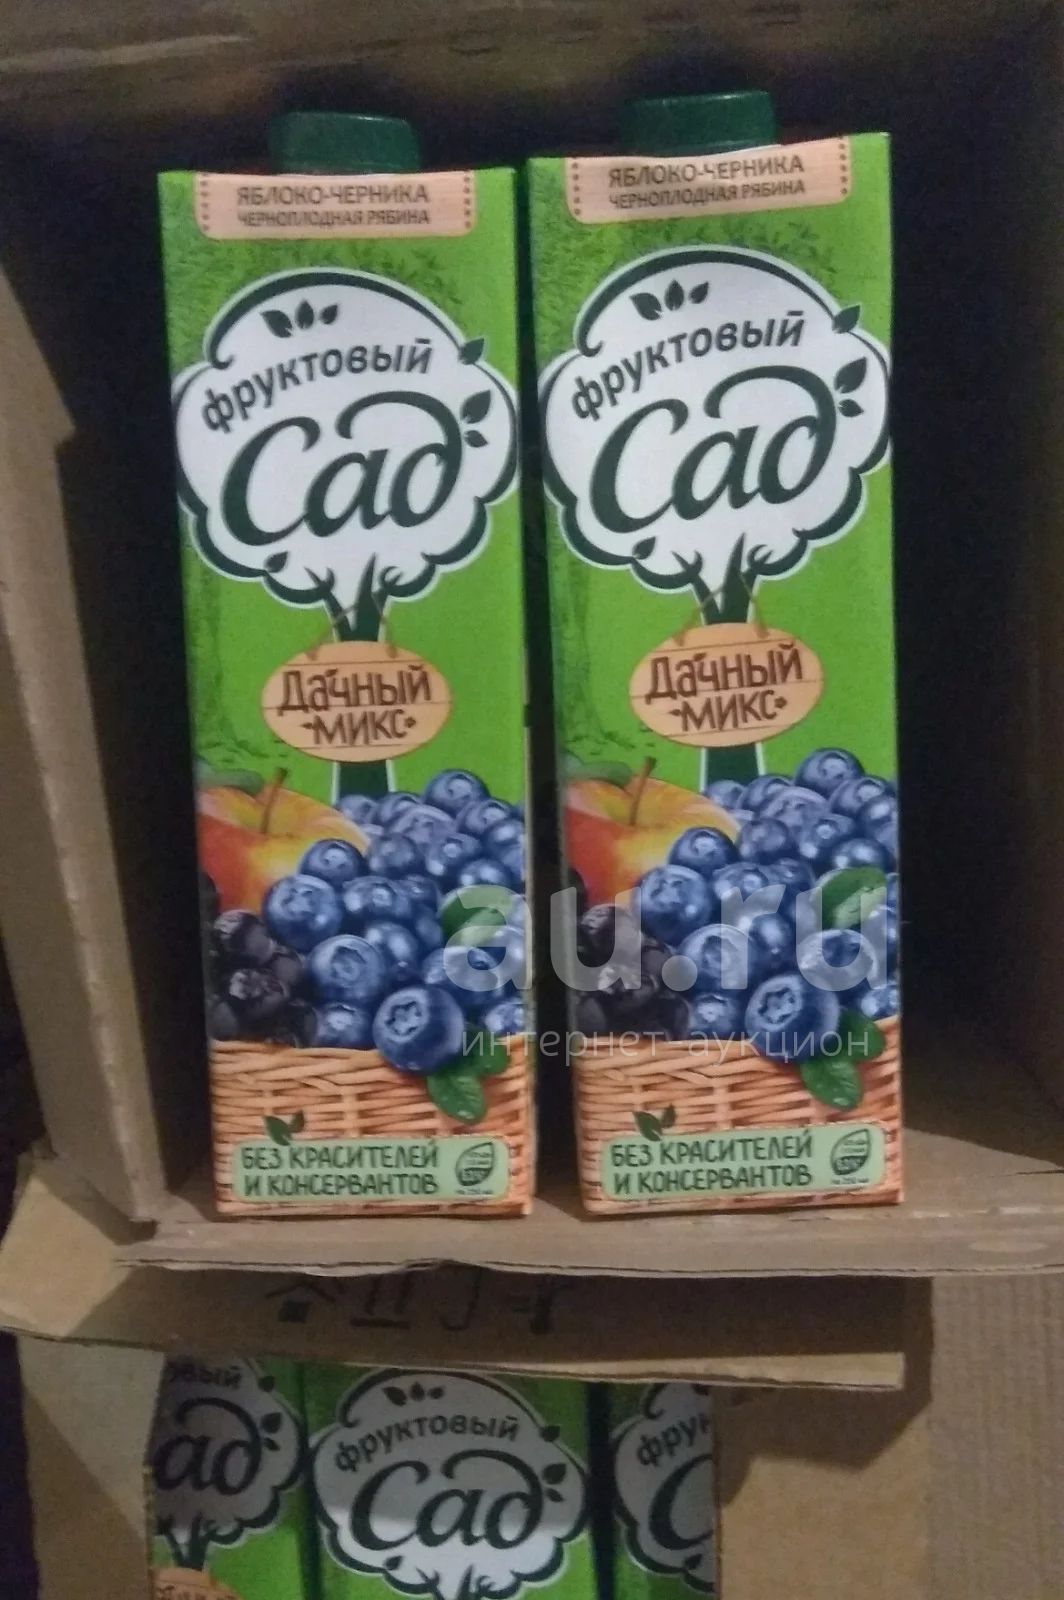 ЯБЛОКО-ЧЕРНИКА
ЧЕРНОПЛОДНАЯ РЯБИНА
фруктовый
Сад
Дачный
МИКС
БЕЗ КРАСИТЕЛЕЙ
И КОНСЕРВАНТОВ
ЯБЛОКО-ЧЕРНИКА
ЧЕРНОПЛОДНАЯ РЯБИНА
фруктовый
Сад
Дачный
МИКС
БЕЗ КРАСИТЕЛЕЙ
И КОНСЕРВАНТОВ
au.ru
интернет-аукцион
фруктовый
Сад